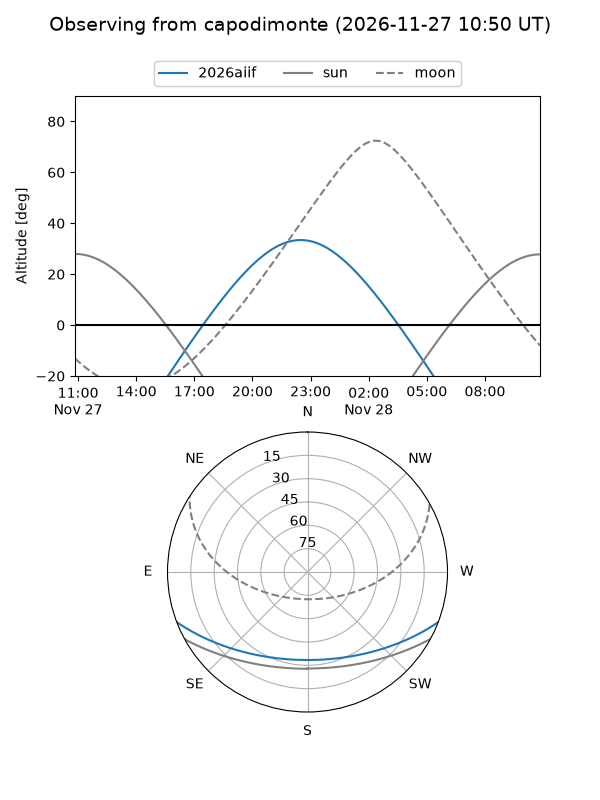 Observing from capodimonte (2026-11-27 10:50 UT)
2026aiif sun moon
Altitude [deg]
80
60
40
20
0
−20
11:00 14:00 17:00 20:00 23:00 02:00 05:00 08:00
Nov 27 Nov 28
N
NE NW
15
30
45
60
75
E W
SE SW
S